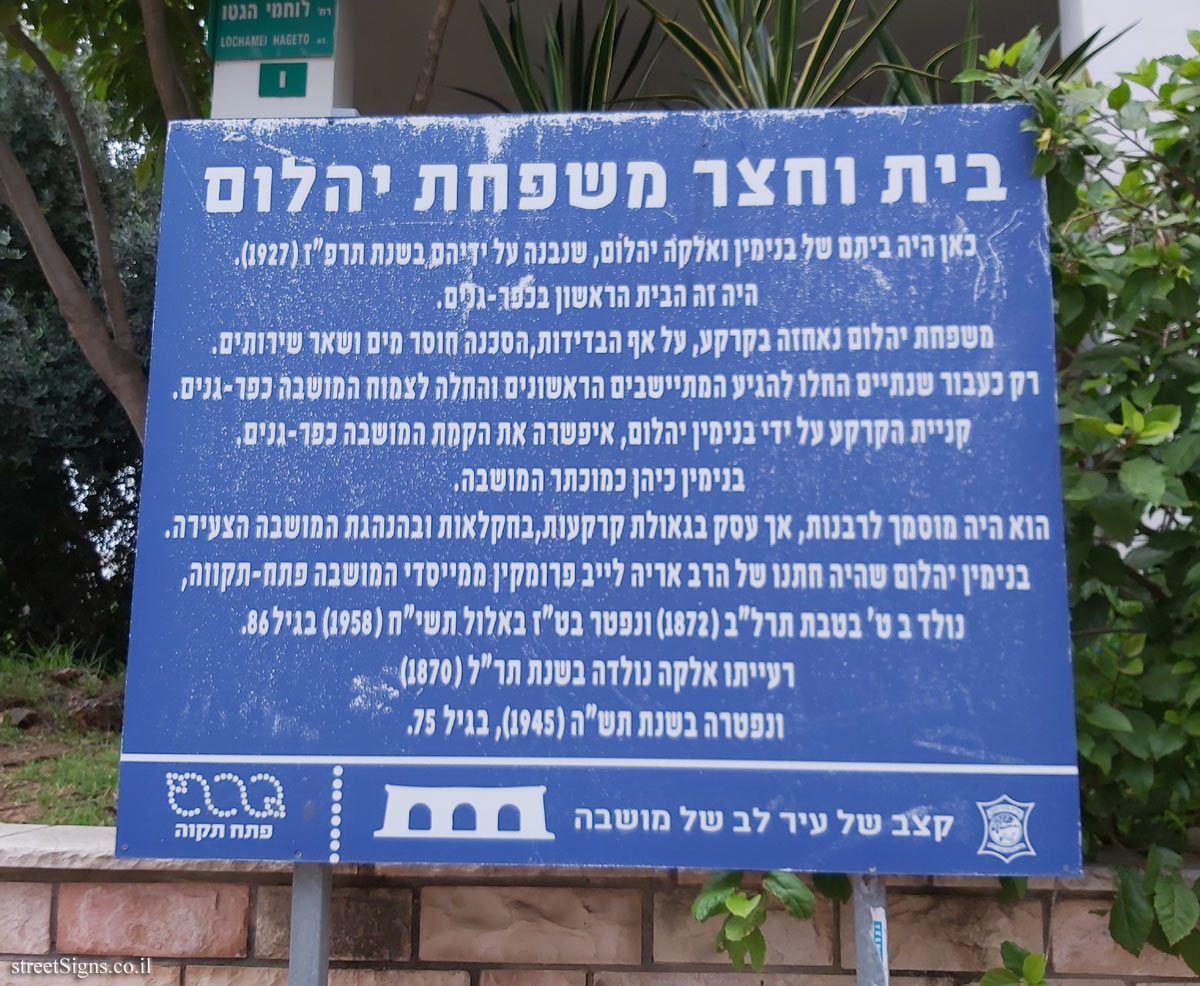 רח' לוחמי הגטו
LOCHAMEI HAGETO ST.
1
בית וחצר משפחת יהלום
כאן היה ביתם של בנימין ואלקה יהלום, שנבנה על ידיהם בשנת תרפ"ז (1927).
היה זה הבית הראשון בכפר-גנים.
משפחת יהלום נאחזה בקרקע, על אף הבדידות,הסכנה חוסר מים ושאר שירותים.
רק כעבור שנתיים החלו להגיע המתיישבים הראשונים והחלה לצמוח המושבה כפר-גנים.
קניית הקרקע על ידי בנימין יהלום, איפשרה את הקמת המושבה כפר-גנים.
בנימין כיהן כמוכתר המושבה.
הוא היה מוסמך לרבנות, אך עסק בגאולת קרקעות,בחקלאות ובהנהגת המושבה הצעירה.
בנימין יהלום שהיה חתנו של הרב אריה לייב פרומקין ממייסדי המושבה פתח-תקווה,
נולד ב ט' בטבת תרל"ב (1872) ונפטר בט"ז באלול תשי"ח (1958) בגיל 86.
רעייתו אלקה נולדה בשנת תר"ל (1870)
ונפטרה בשנת תש"ה (1945), בגיל 75.
קצב של עיר לב של מושבה
פתח תקוה
streetSigns.co.il